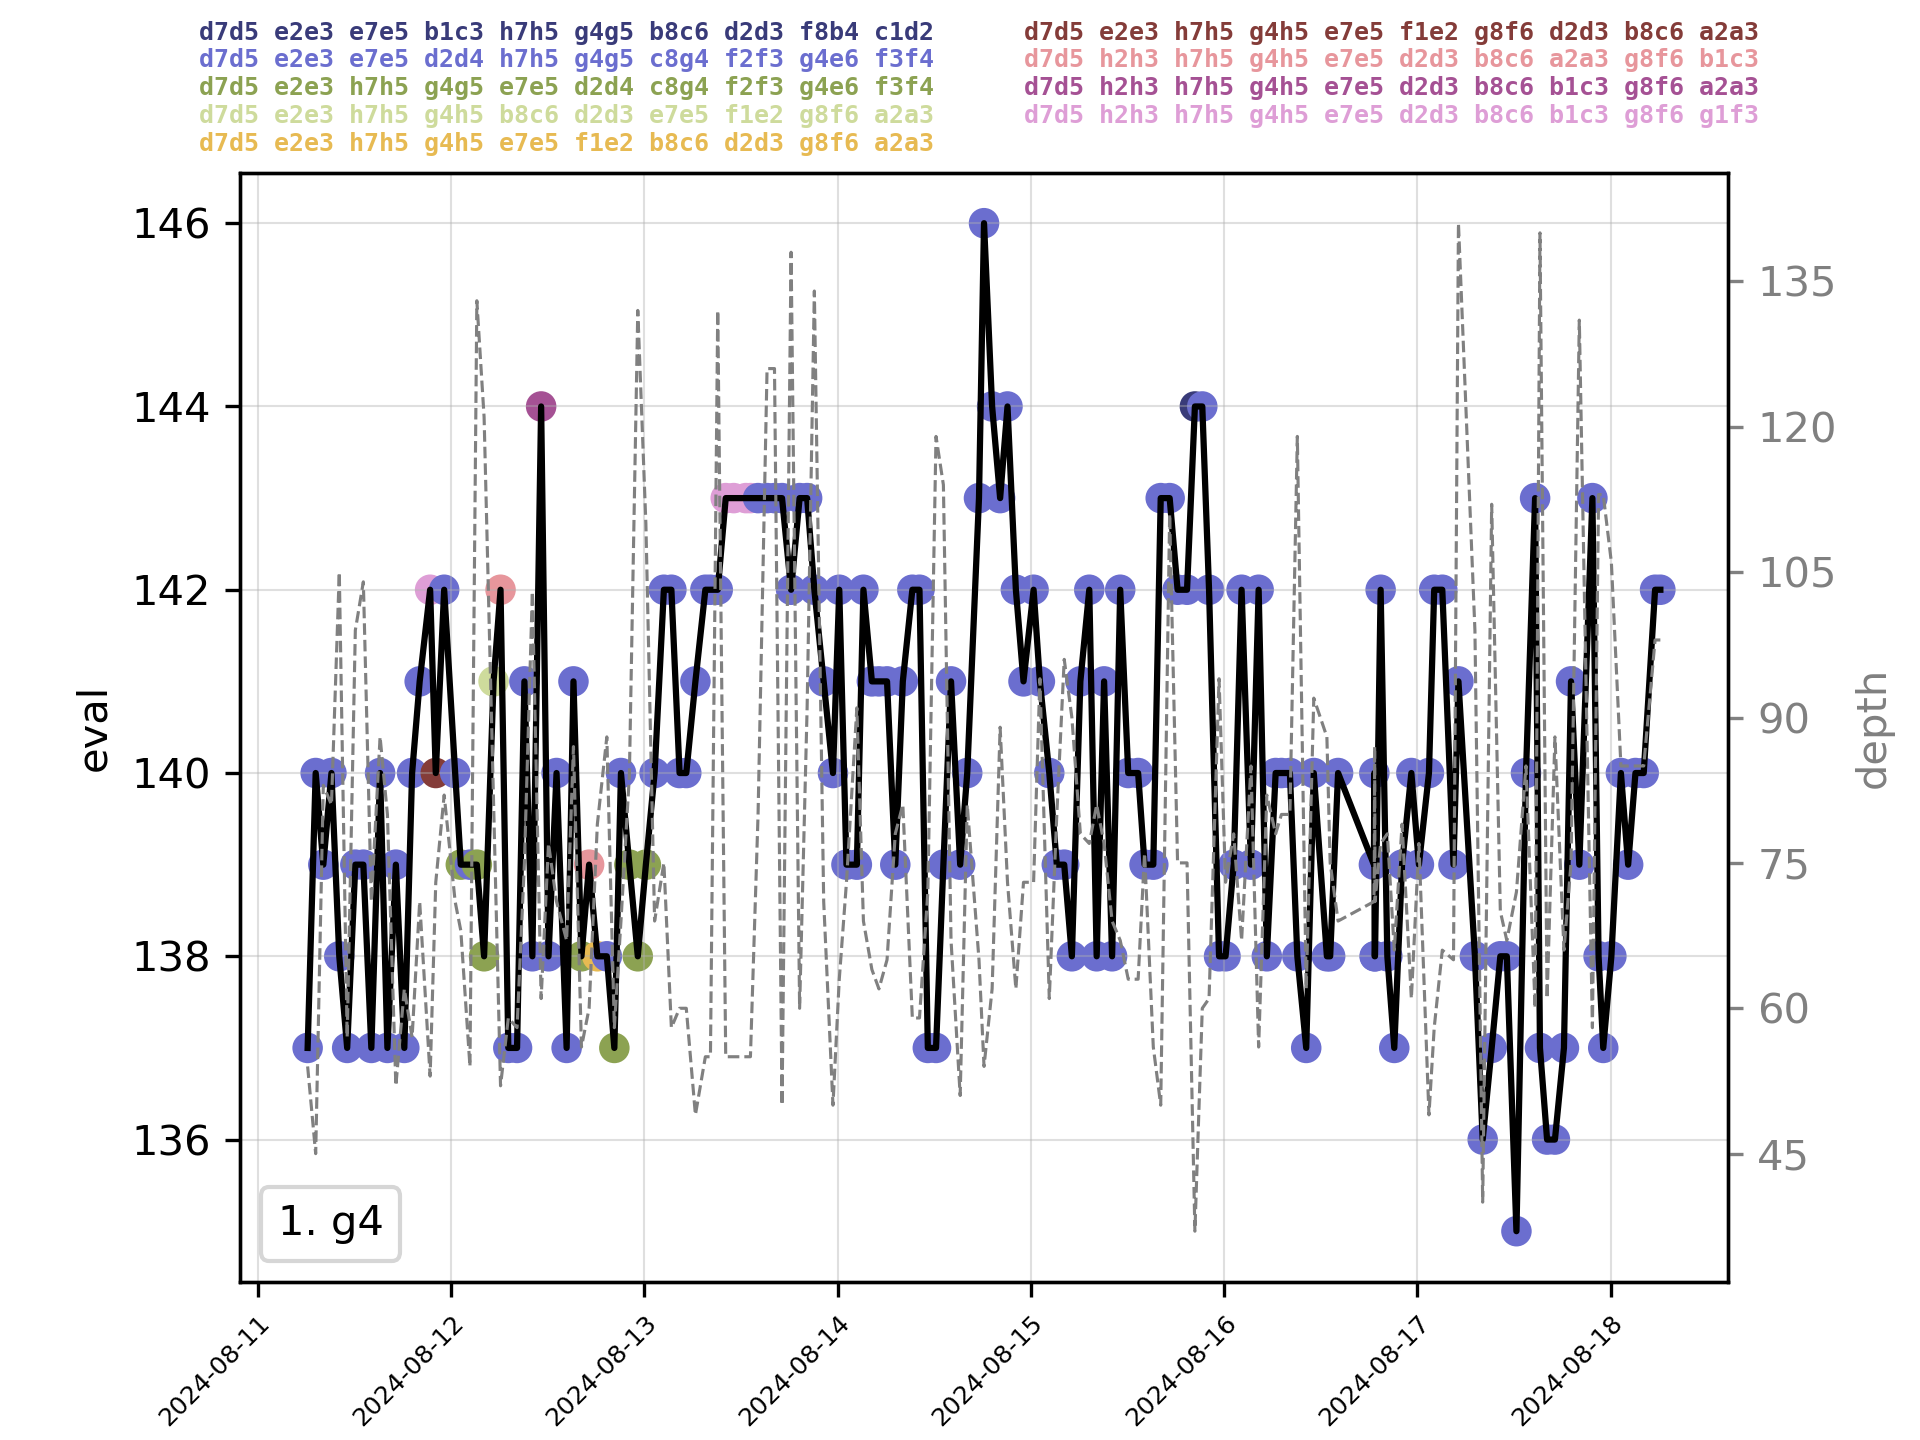 d7d5 e2e3 e7e5 b1c3 h7h5 g4g5 b8c6 d2d3 f8b4 c1d2
d7d5 e2e3 e7e5 d2d4 h7h5 g4g5 c8g4 f2f3 g4e6 f3f4
d7d5 e2e3 h7h5 g4g5 e7e5 d2d4 c8g4 f2f3 g4e6 f3f4
d7d5 e2e3 h7h5 g4h5 b8c6 d2d3 e7e5 f1e2 g8f6 a2a3
d7d5 e2e3 h7h5 g4h5 e7e5 f1e2 b8c6 d2d3 g8f6 a2a3
d7d5 e2e3 h7h5 g4h5 e7e5 f1e2 g8f6 d2d3 b8c6 a2a3
d7d5 h2h3 h7h5 g4h5 e7e5 d2d3 b8c6 a2a3 g8f6 b1c3
d7d5 h2h3 h7h5 g4h5 e7e5 d2d3 b8c6 b1c3 g8f6 a2a3
d7d5 h2h3 h7h5 g4h5 e7e5 d2d3 b8c6 b1c3 g8f6 g1f3
146
144
142
140
138
136
eval
135
120
105
90
75
60
45
depth
1. g4
2024-08-11
2024-08-12
2024-08-13
2024-08-14
2024-08-15
2024-08-16
2024-08-17
2024-08-18